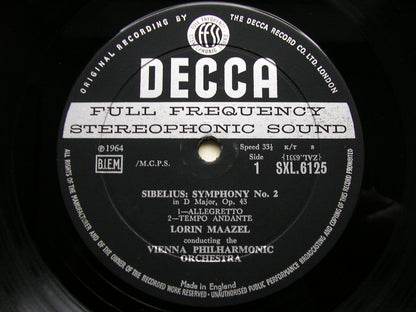 ORIGINAL RECORDING BY THE DECCA RECORD CO. LTD. LONDON
FFSS
DECCA
FULL FREQUENCY
STEREOPHONIC SOUND
℗1964
Speed 33⅓ K/T s
B.I.E.M. /M.C.P.S.
Side
1 SXL.6125
SIBELIUS: SYMPHONY No. 2
in D Major, Op. 43
1—ALLEGRETTO
2—TEMPO ANDANTE
LORIN MAAZEL
conducting the
VIENNA PHILHARMONIC
ORCHESTRA
Made in England
ALL RIGHTS OF THE MANUFACTURER AND OF THE OWNER OF THE RECORDED WORK RESERVED · UNAUTHORISED PUBLIC PERFORMANCE BROADCASTING AND COPYING OF THIS RECORD PROHIBITED